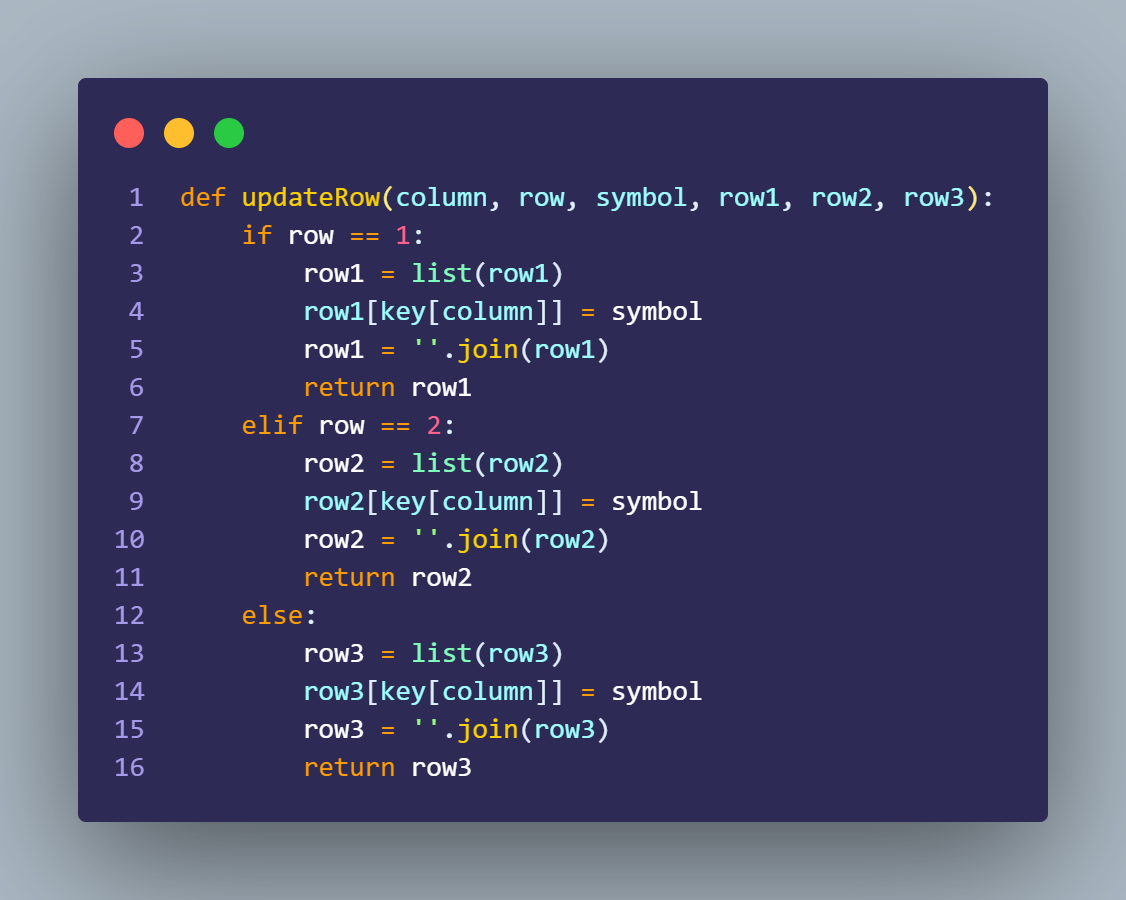 1 def updateRow(column, row, symbol, row1, row2, row3):
2     if row == 1:
3         row1 = list(row1)
4         row1[key[column]] = symbol
5         row1 = ''.join(row1)
6         return row1
7     elif row == 2:
8         row2 = list(row2)
9         row2[key[column]] = symbol
10         row2 = ''.join(row2)
11         return row2
12     else:
13         row3 = list(row3)
14         row3[key[column]] = symbol
15         row3 = ''.join(row3)
16         return row3